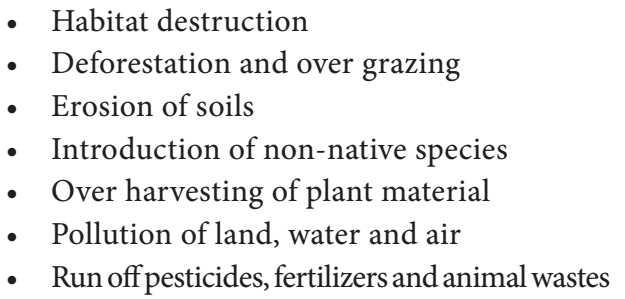 • Habitat destruction
• Deforestation and over grazing
• Erosion of soils
• Introduction of non-native species
• Over harvesting of plant material
• Pollution of land, water and air
• Run off pesticides, fertilizers and animal wastes